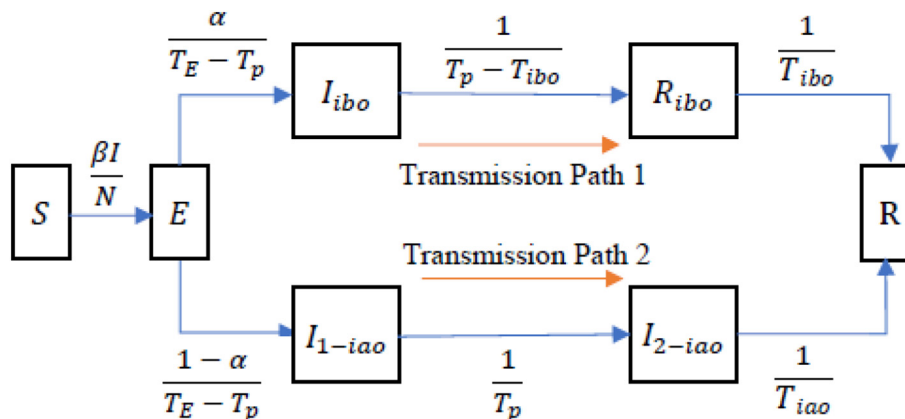 α / (T_E − T_p)
I_ibo
1 / (T_p − T_ibo)
R_ibo
1 / T_ibo
Transmission Path 1
S
βI / N
E
R
Transmission Path 2
(1 − α) / (T_E − T_p)
I_1−iao
1 / T_p
I_2−iao
1 / T_iao